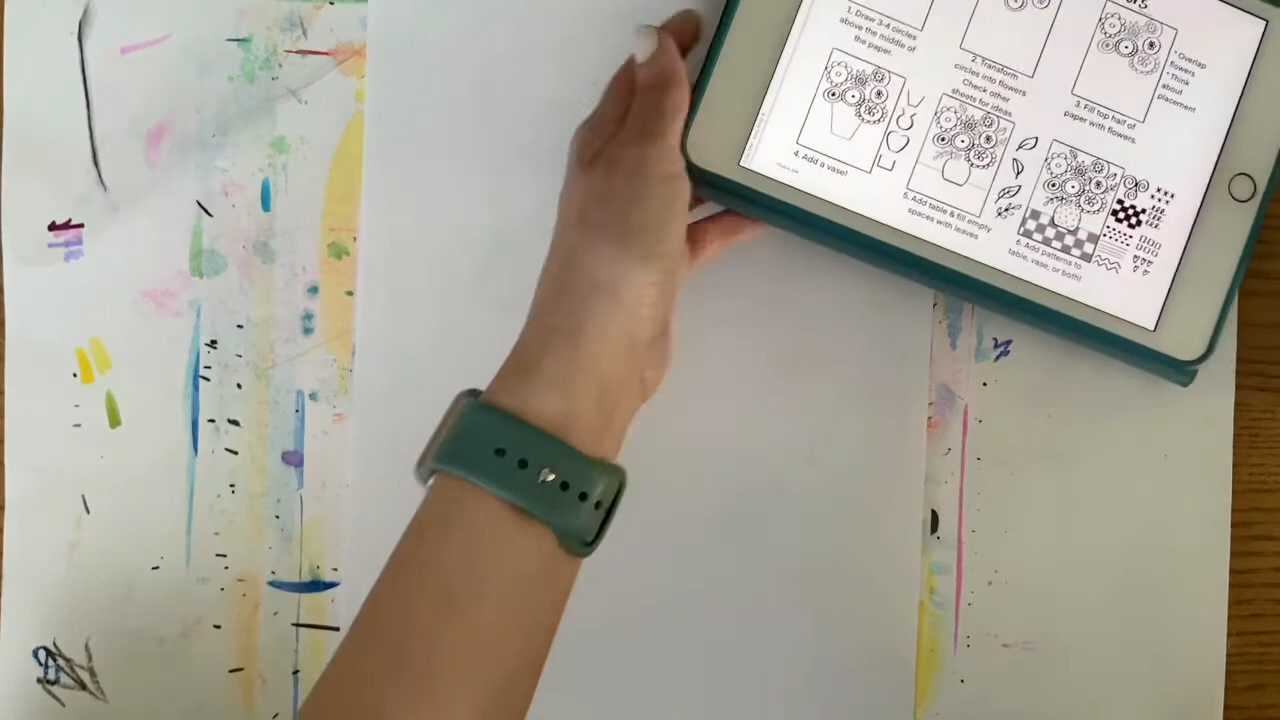 1. Draw 3-4 circles
above the middle of
the paper.
2. Transform
circles into flowers
Check other
sheets for ideas
* Overlap
flowers
* Think
about
placement
3. Fill top half of
paper with flowers.
4. Add a vase!
5. Add table & fill empty
spaces with leaves
6. Add patterns to
table, vase, or both!